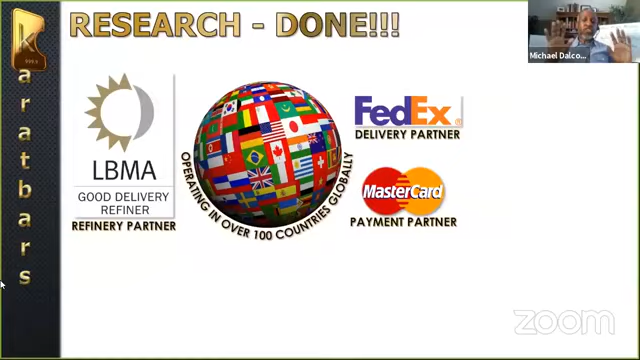 RESEARCH - DONE!!!
Karatbars
LBMA
GOOD DELIVERY
REFINER
REFINERY PARTNER
OPERATING IN OVER 100 COUNTRIES GLOBALLY
FedEx®
DELIVERY PARTNER
MasterCard
PAYMENT PARTNER
Michael Dalco...
zoom